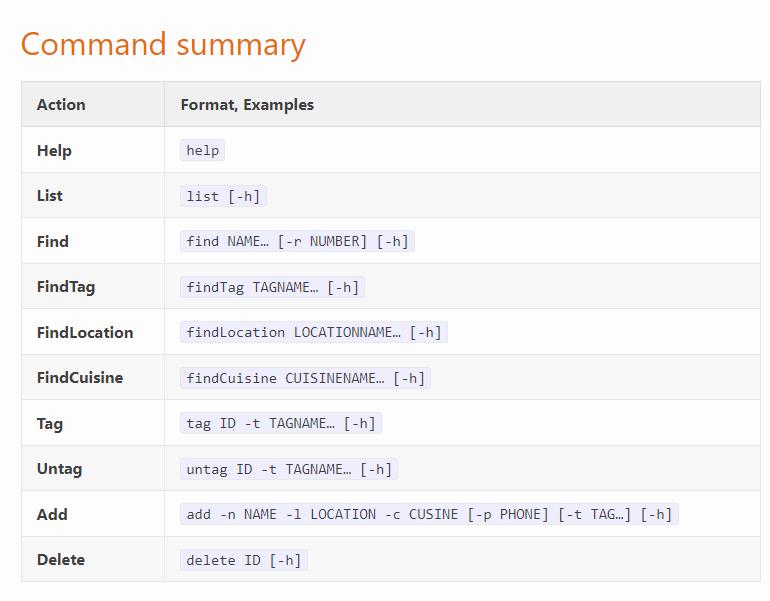 Command summary
Action Format, Examples
Help help
List list [-h]
Find find NAME… [-r NUMBER] [-h]
FindTag findTag TAGNAME… [-h]
FindLocation findLocation LOCATIONNAME… [-h]
FindCuisine findCuisine CUISINENAME… [-h]
Tag tag ID -t TAGNAME… [-h]
Untag untag ID -t TAGNAME… [-h]
Add add -n NAME -l LOCATION -c CUSINE [-p PHONE] [-t TAG…] [-h]
Delete delete ID [-h]